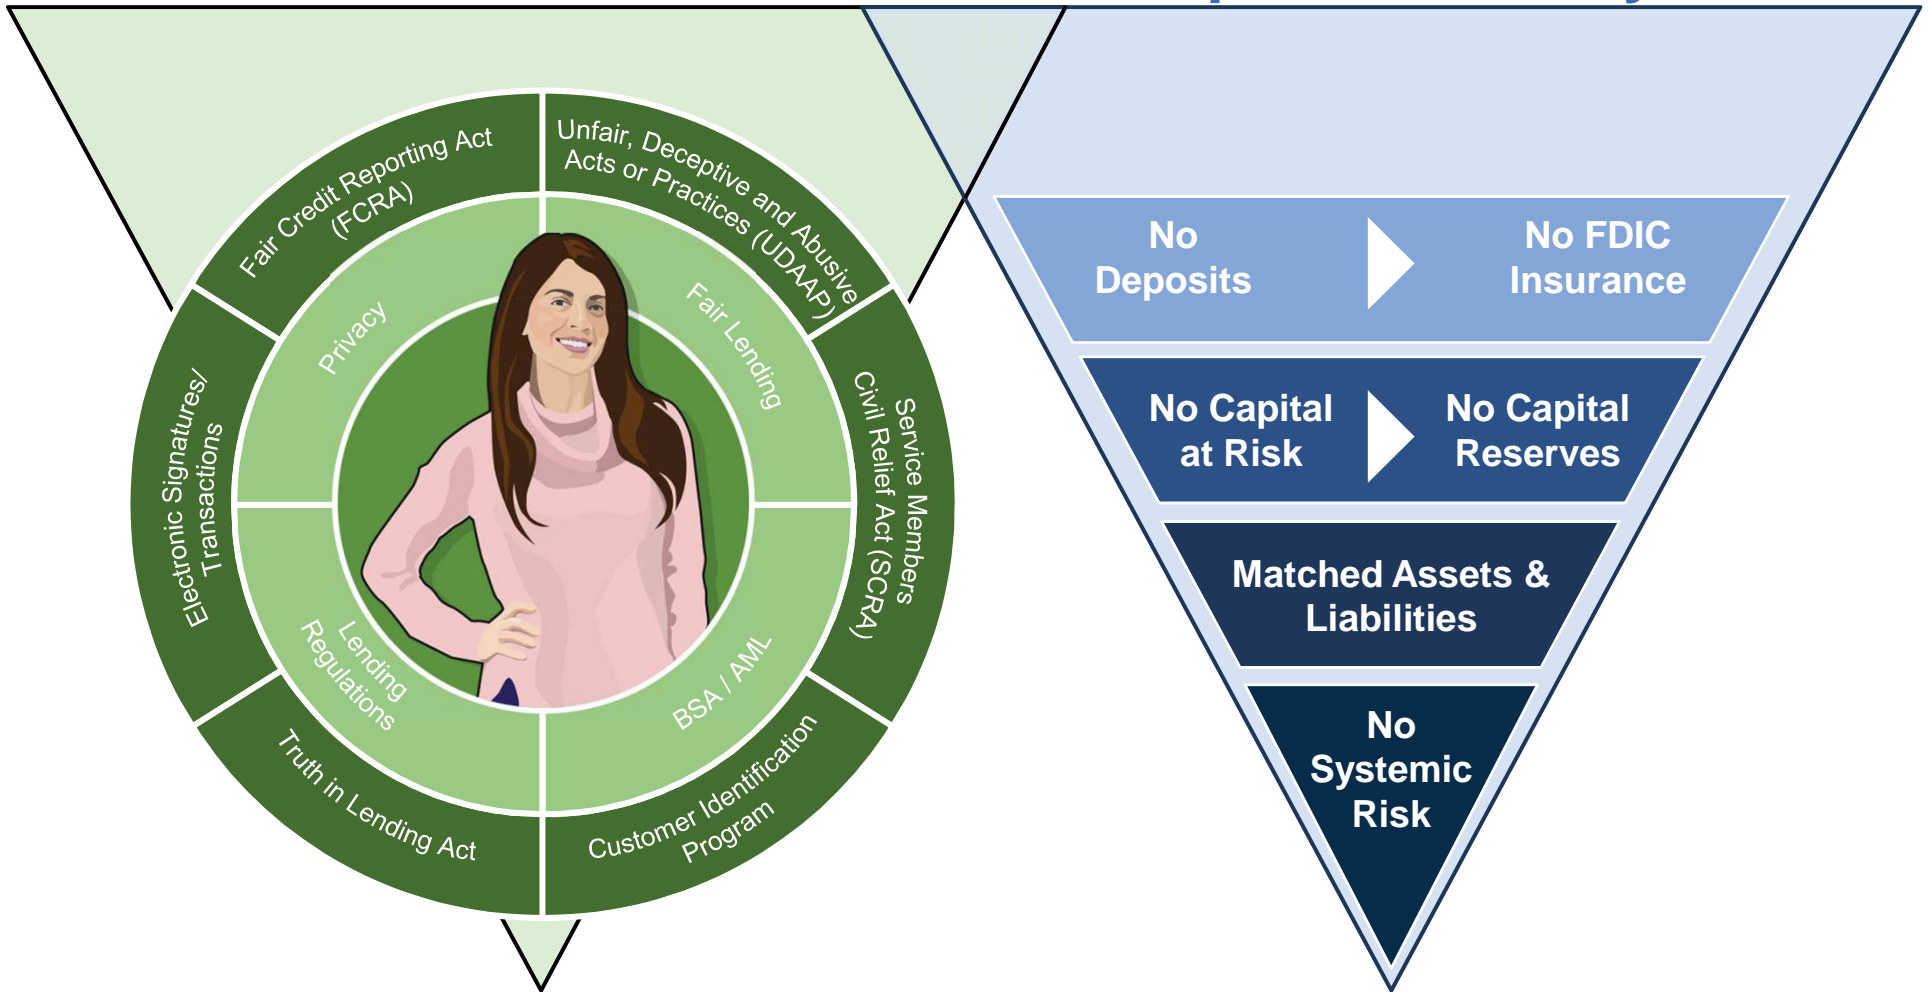 Fair Credit Reporting Act
(FCRA)
Unfair, Deceptive and Abusive
Acts or Practices (UDAAP)
Electronic Signatures/
Transactions
Service Members
Civil Relief Act (SCRA)
Truth in Lending Act
Customer Identification
Program
Privacy
Fair Lending
Lending
Regulations
BSA / AML
No
Deposits
No FDIC
Insurance
No Capital
at Risk
No Capital
Reserves
Matched Assets &
Liabilities
No
Systemic
Risk